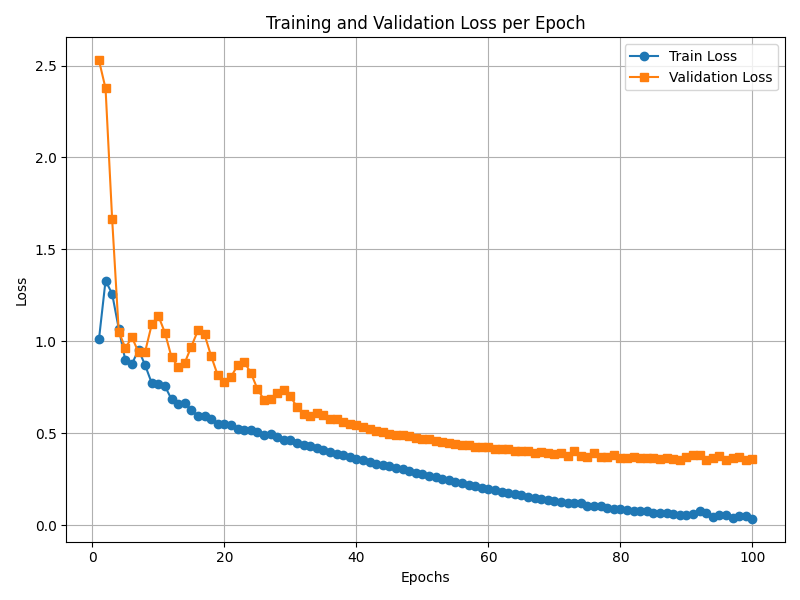 Training and Validation Loss per Epoch
Train Loss
Validation Loss
2.5
2.0
1.5
1.0
0.5
0.0
Loss
0 20 40 60 80 100
Epochs